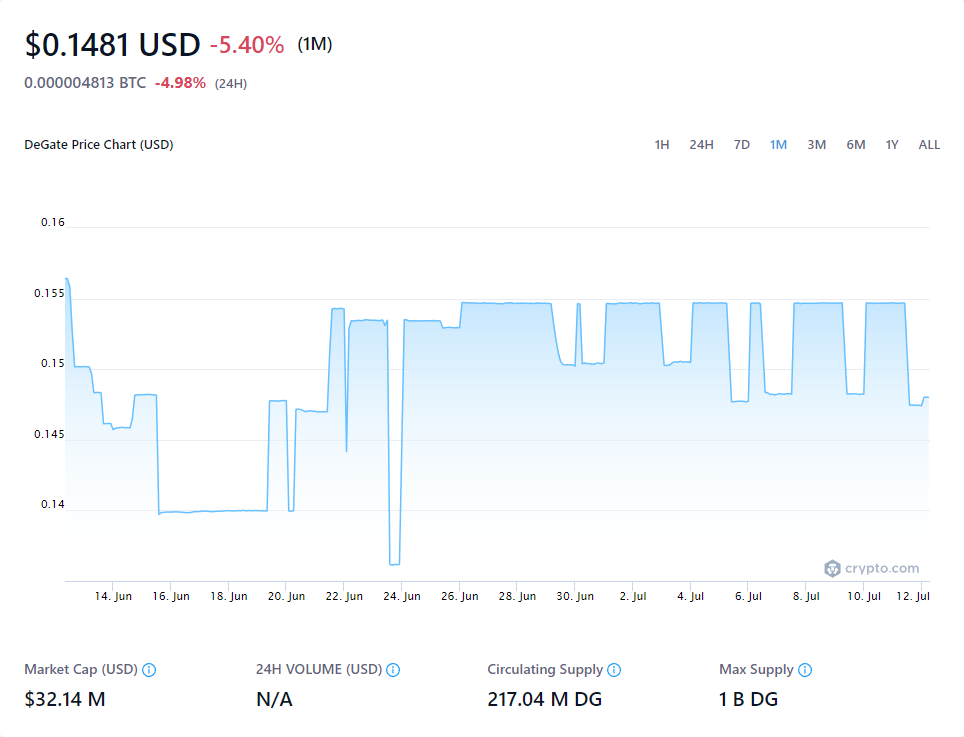 $0.1481 USD -5.40% (1M)
0.000004813 BTC -4.98% (24H)
DeGate Price Chart (USD) 1H 24H 7D 1M 3M 6M 1Y ALL
0.16
0.155
0.15
0.145
0.14
crypto.com
14. Jun 16. Jun 18. Jun 20. Jun 22. Jun 24. Jun 26. Jun 28. Jun 30. Jun 2. Jul 4. Jul 6. Jul 8. Jul 10. Jul 12. Jul
Market Cap (USD) 24H VOLUME (USD) Circulating Supply Max Supply
$32.14 M N/A 217.04 M DG 1 B DG